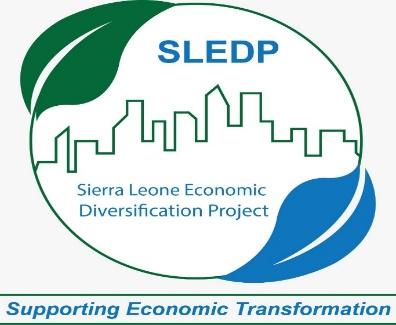 SLEDP
Sierra Leone Economic
Diversification Project
Supporting Economic Transformation